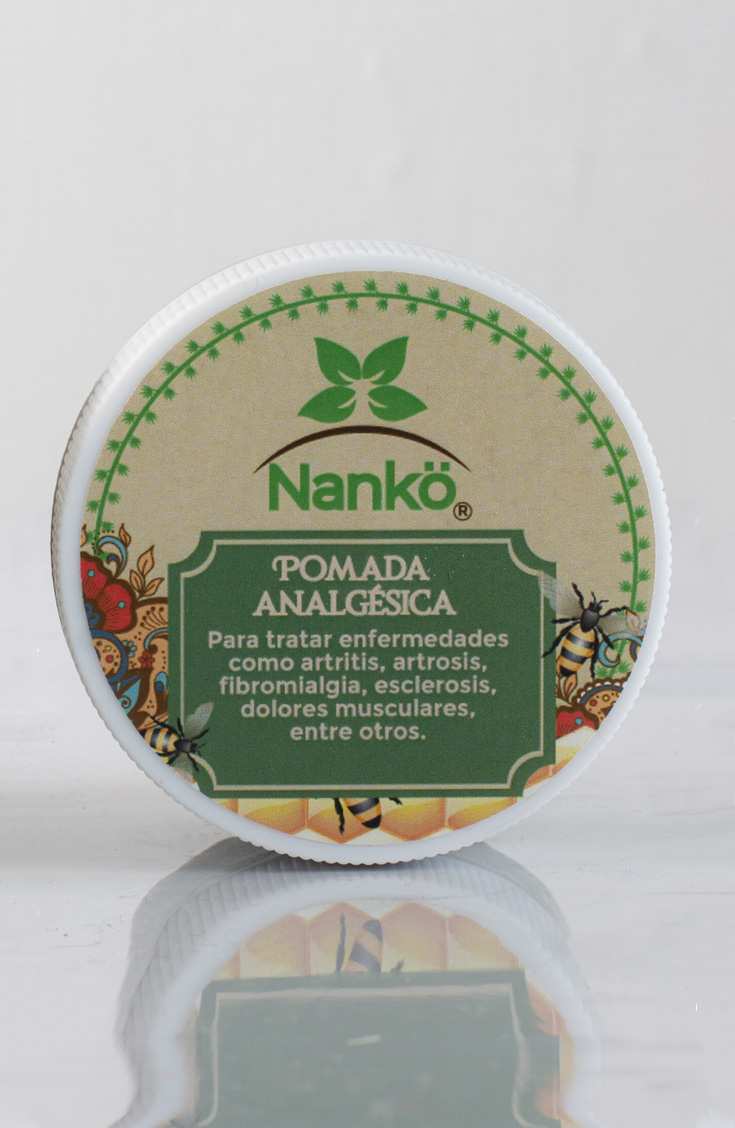 Nankö®
POMADA
ANALGÉSICA
Para tratar enfermedades
como artritis, artrosis,
fibromialgia, esclerosis,
dolores musculares,
entre otros.